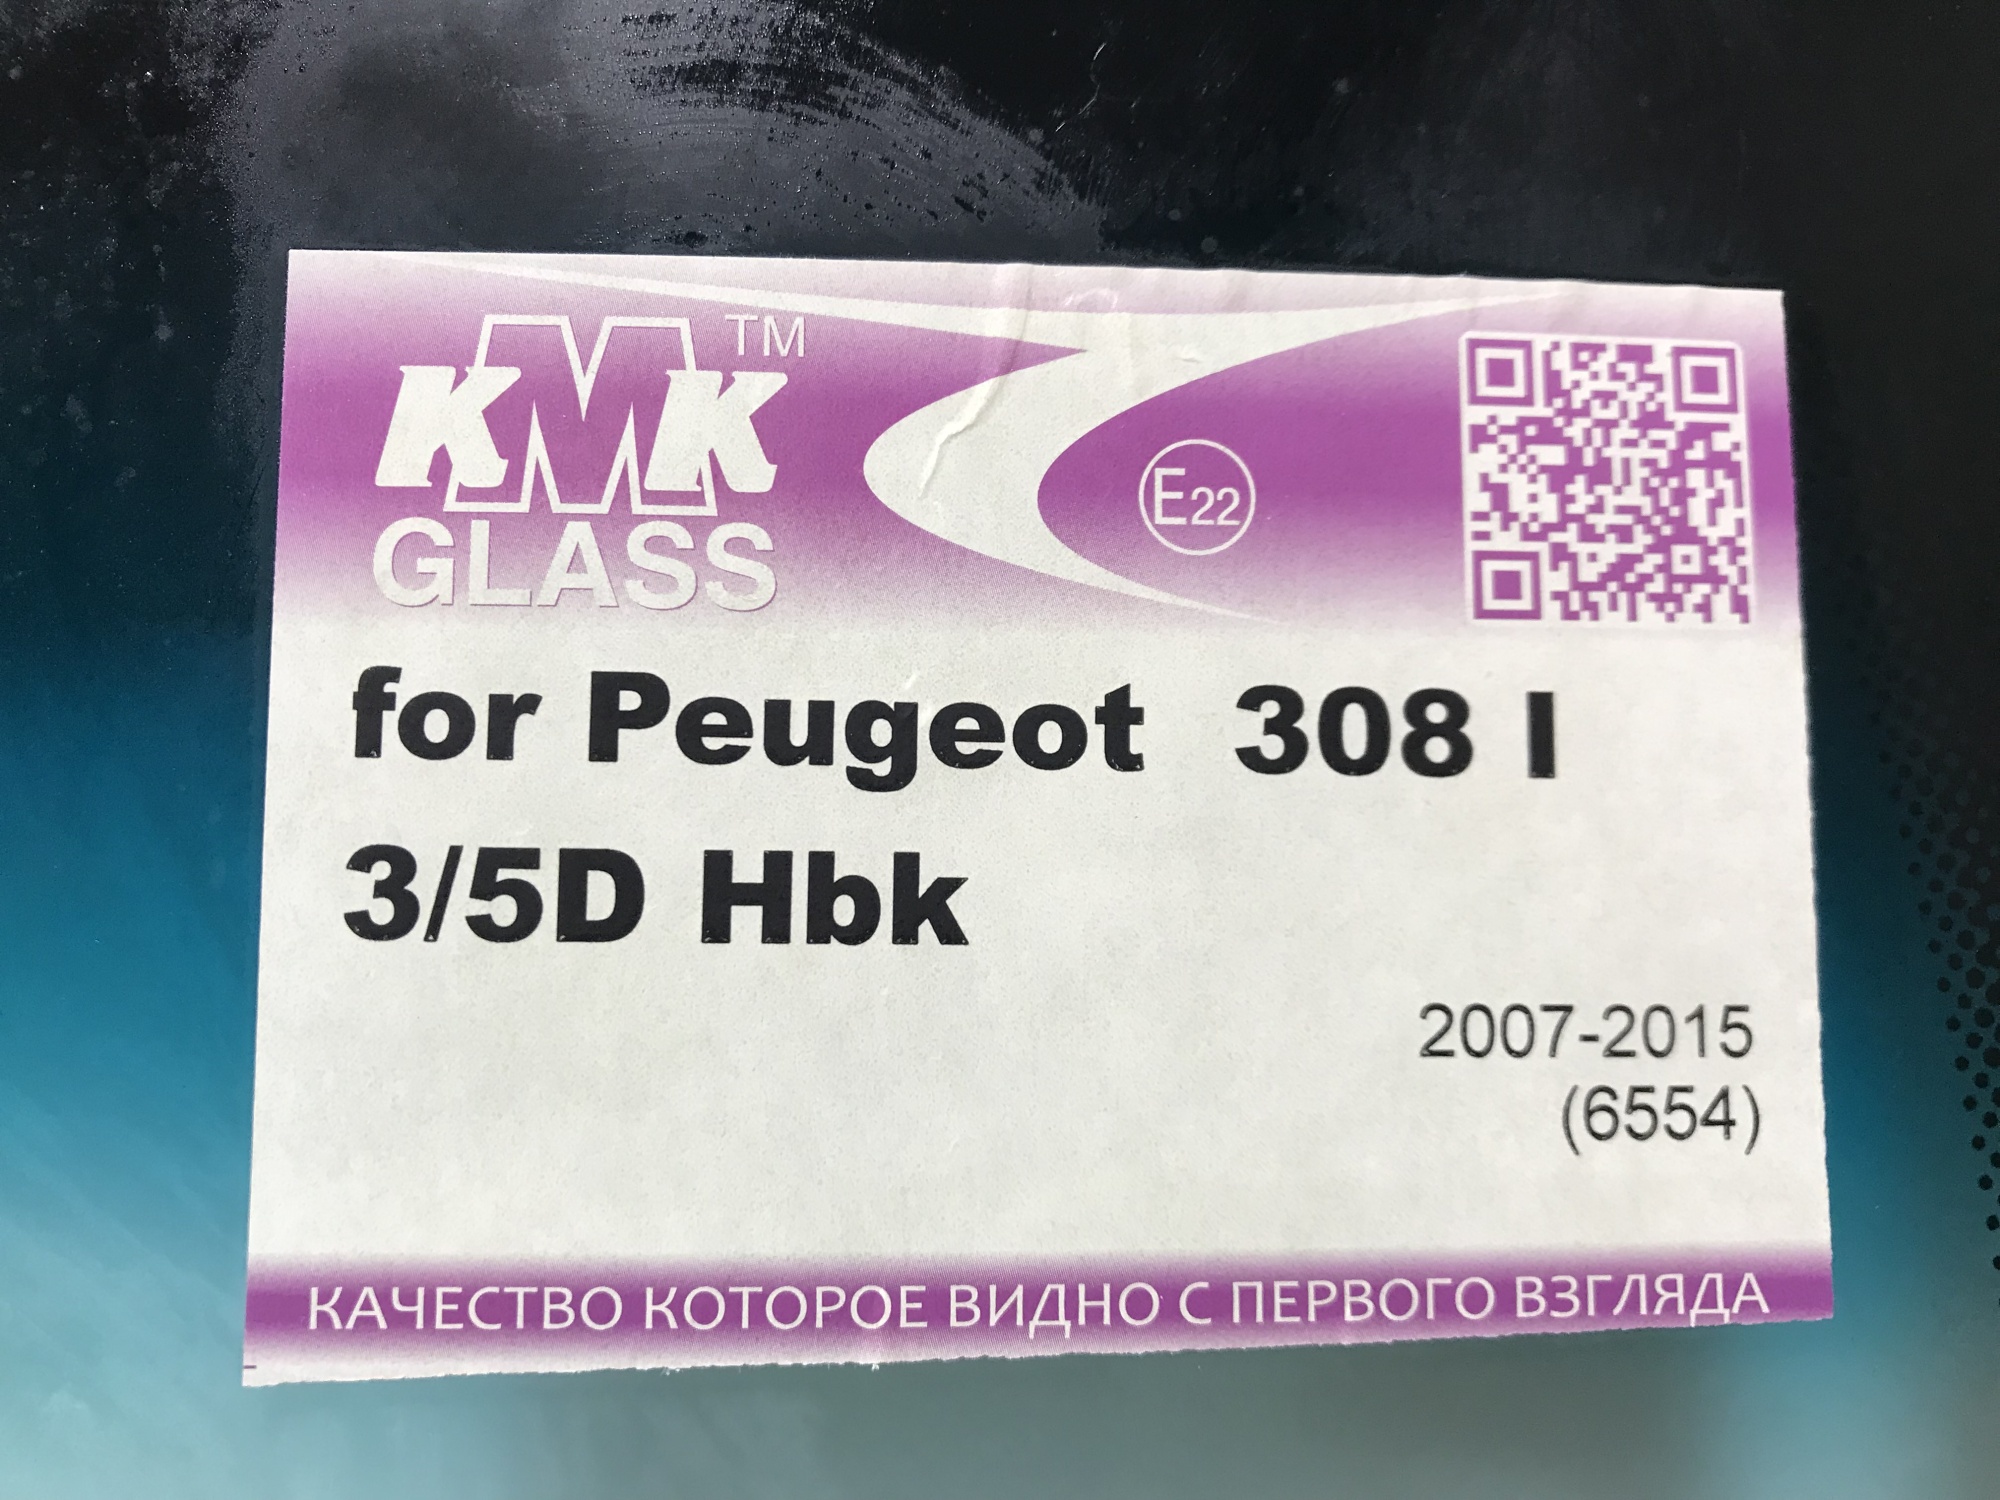 KMK™
GLASS
E22
for Peugeot 308 I
3/5D Hbk
2007-2015
(6554)
КАЧЕСТВО КОТОРОЕ ВИДНО С ПЕРВОГО ВЗГЛЯДА